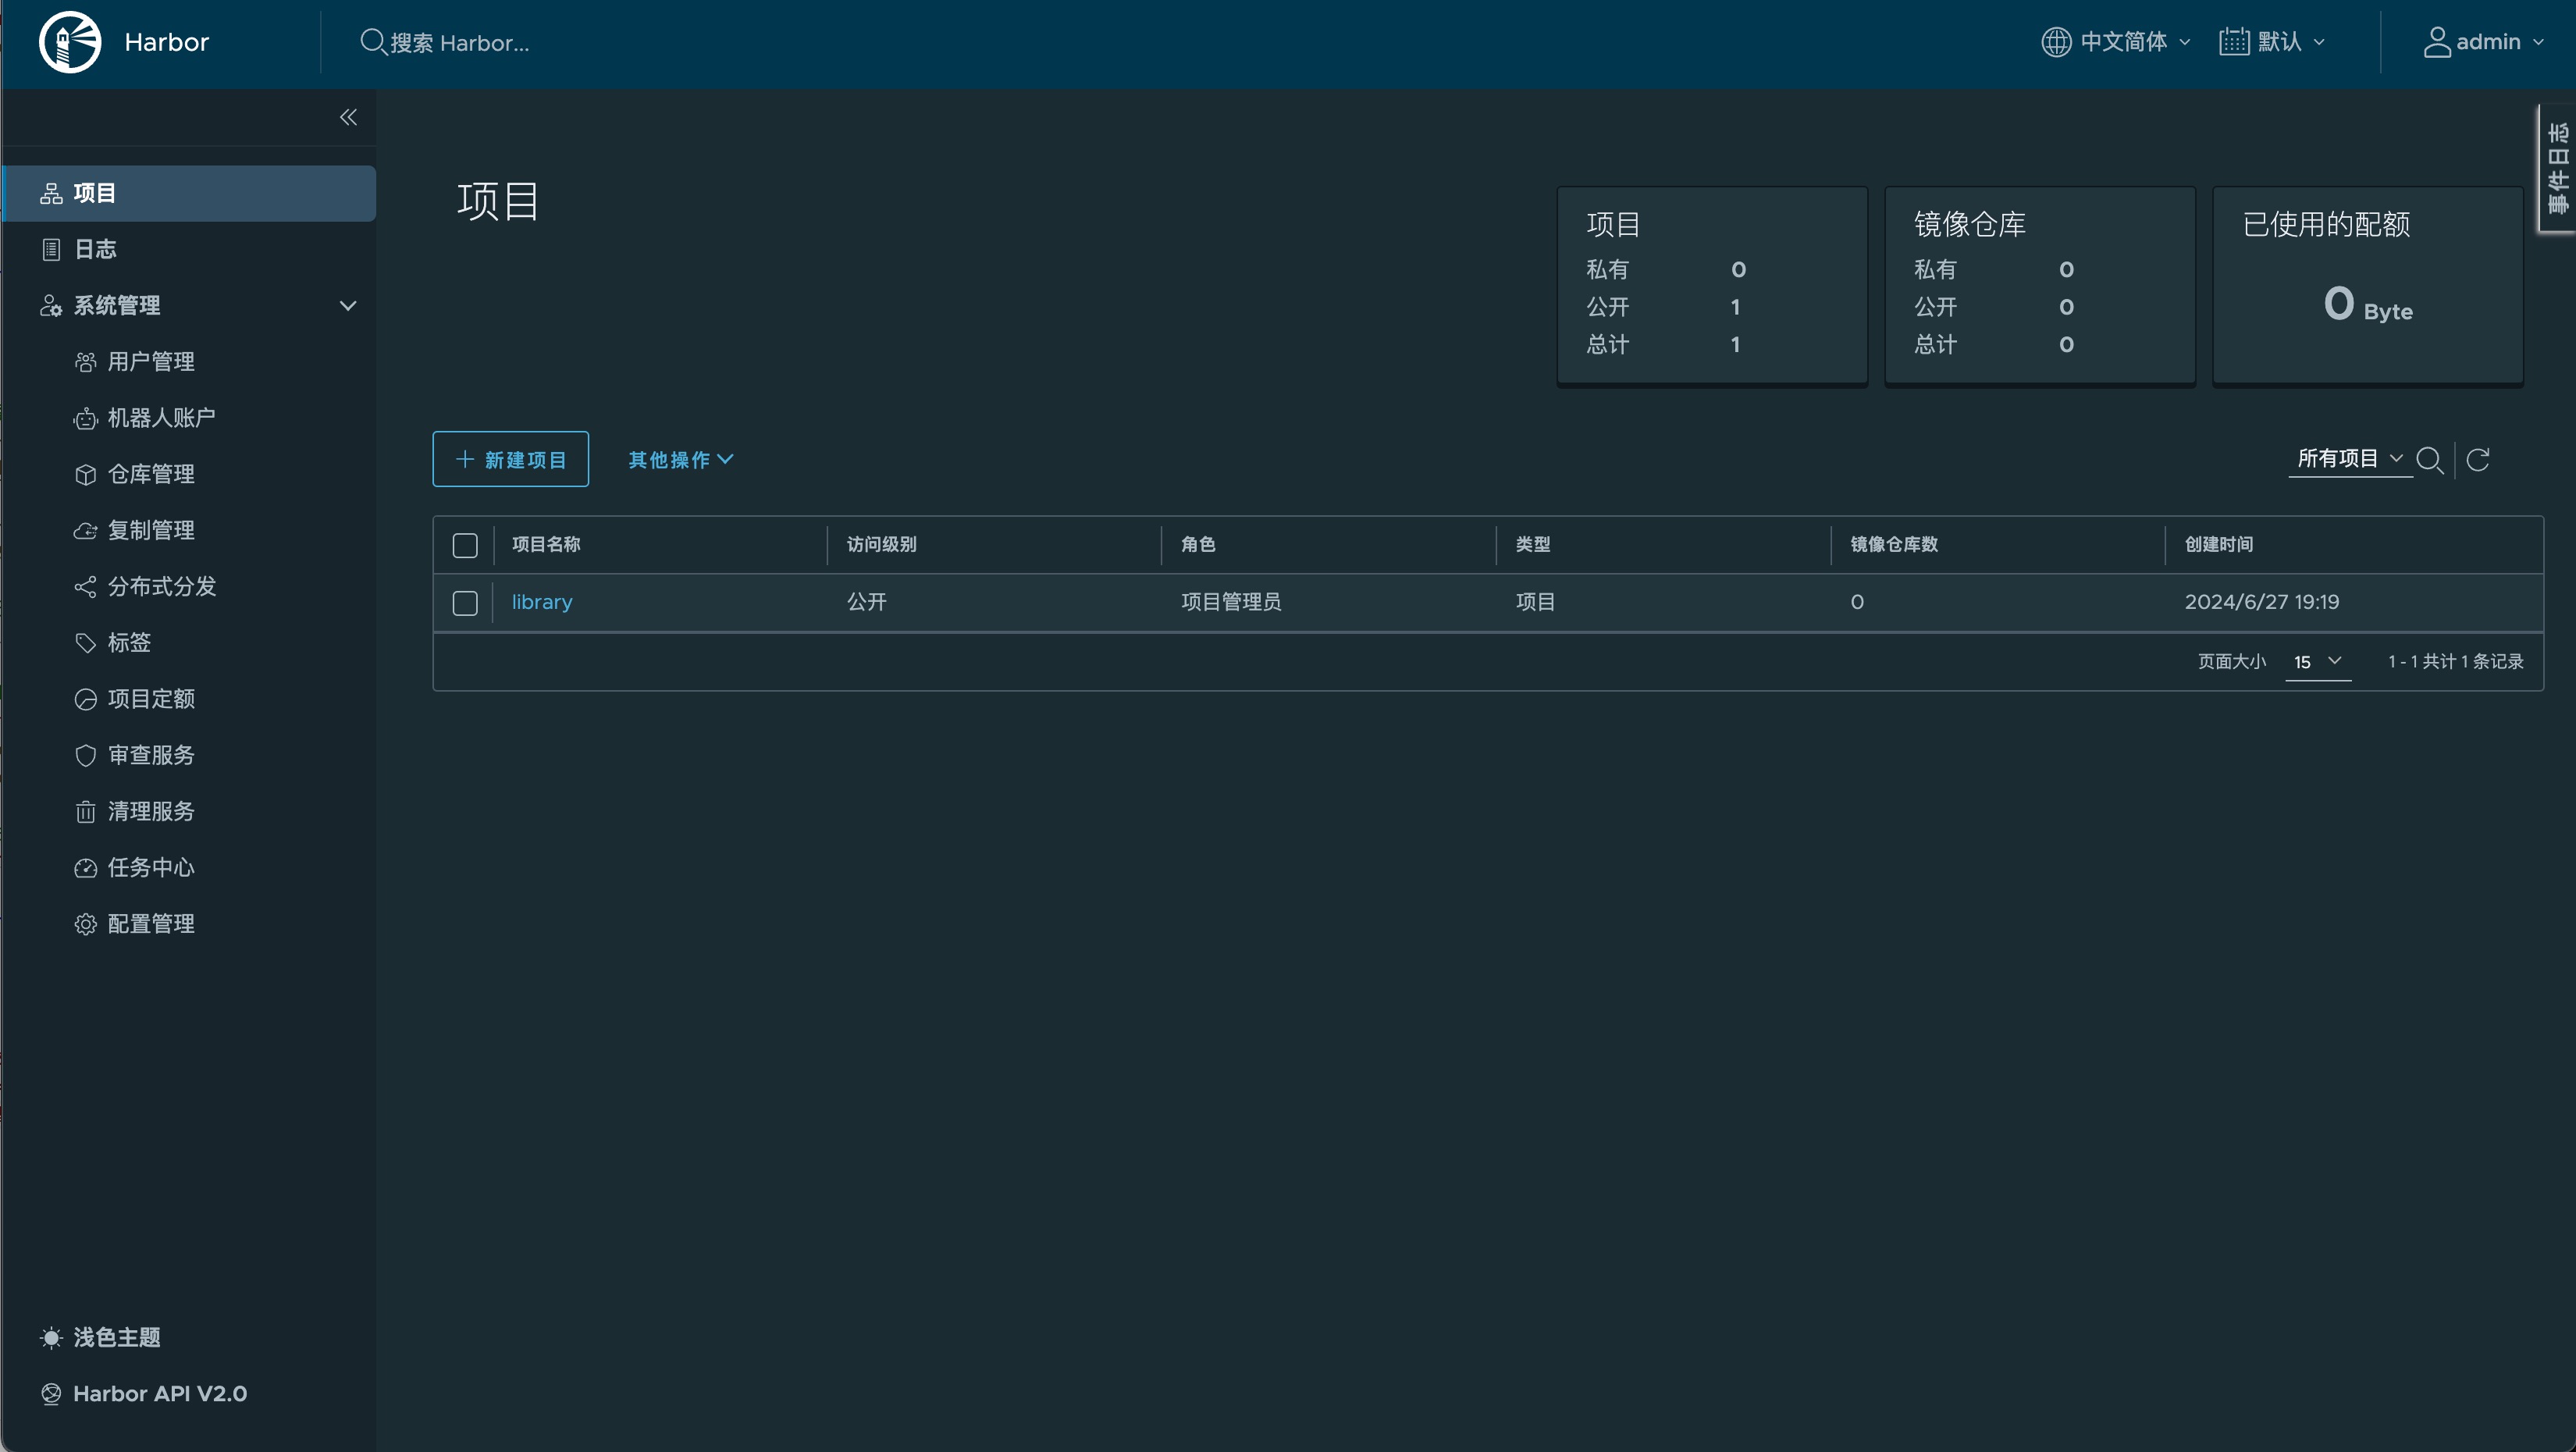 Harbor
搜索 Harbor...
中文简体
默认
admin
事件日志
项目
日志
系统管理
用户管理
机器人账户
仓库管理
复制管理
分布式分发
标签
项目定额
审查服务
清理服务
任务中心
配置管理
浅色主题
Harbor API V2.0
项目
项目
私有 0
公开 1
总计 1
镜像仓库
私有 0
公开 0
总计 0
已使用的配额
0 Byte
新建项目
其他操作
所有项目
项目名称 访问级别 角色 类型 镜像仓库数 创建时间
library 公开 项目管理员 项目 0 2024/6/27 19:19
页面大小 15 1 - 1 共计 1 条记录